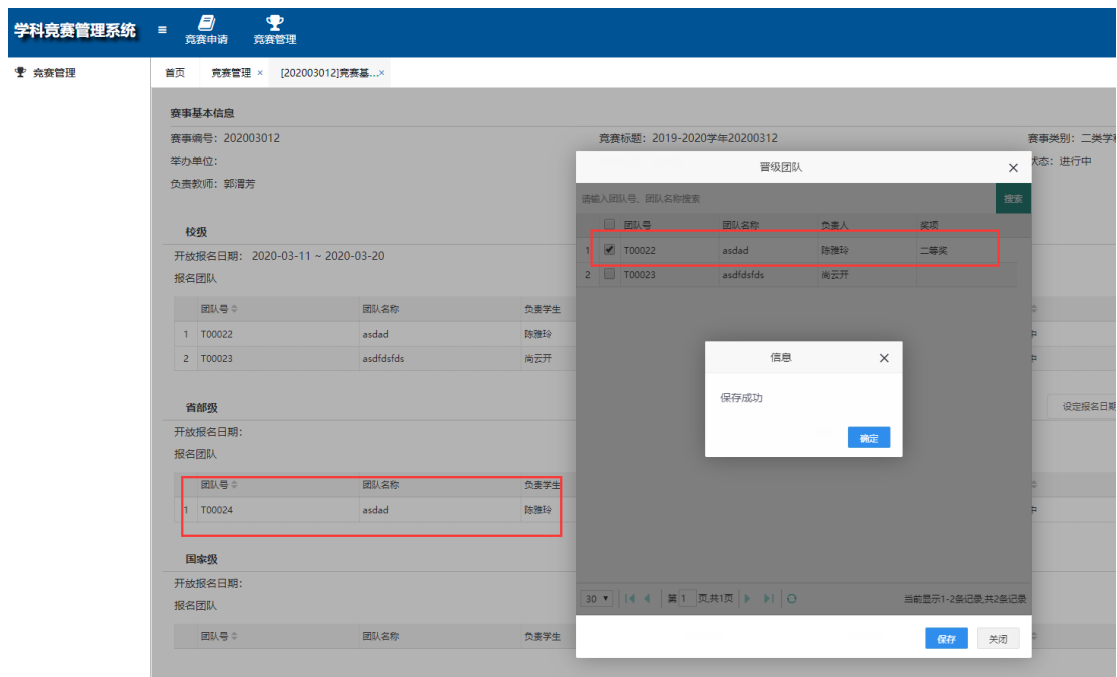 学科竞赛管理系统
竞赛申请
竞赛管理
竞赛管理
首页
竞赛管理 ×
[202003012]竞赛基...×
赛事基本信息
赛事编号：202003012
竞赛标题：2019-2020学年20200312
赛事类别：二类学科
举办单位：
状态：进行中
负责教师：郭渭芳
校级
开放报名日期： 2020-03-11 ~ 2020-03-20
报名团队
团队号 团队名称 负责学生
1 T00022 asdad 陈雅玲
2 T00023 asdfdsfds 尚云开
省部级
设定报名日期
开放报名日期：
报名团队
团队号 团队名称 负责学生
1 T00024 asdad 陈雅玲
国家级
开放报名日期：
报名团队
团队号 团队名称 负责学生
晋级团队
请输入团队号、团队名称搜索
搜索
团队号 团队名称 负责人 奖项
1 T00022 asdad 陈雅玲 二等奖
2 T00023 asdfdsfds 尚云开
信息
保存成功
确定
30 第 1 页,共1页 当前显示1-2条记录,共2条记录
保存 关闭